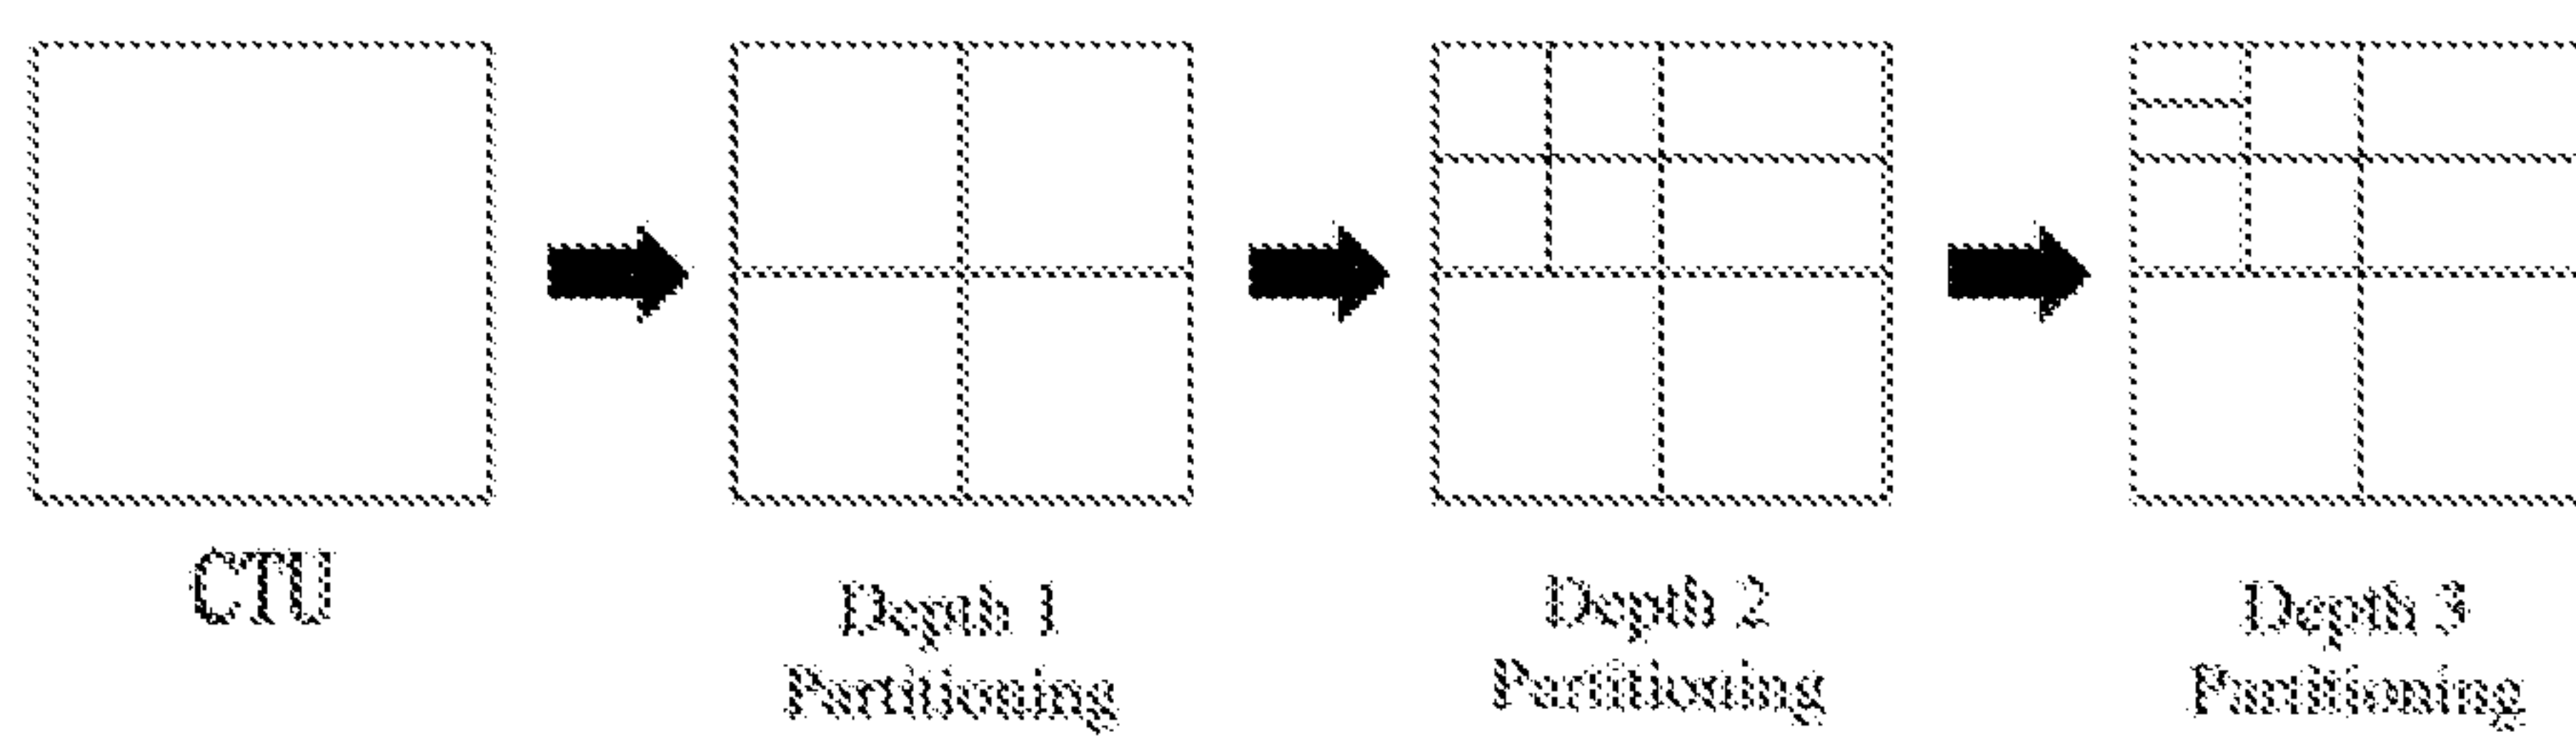 CTU
Depth 1
Partitioning
Depth 2
Partitioning
Depth 3
Partitioning